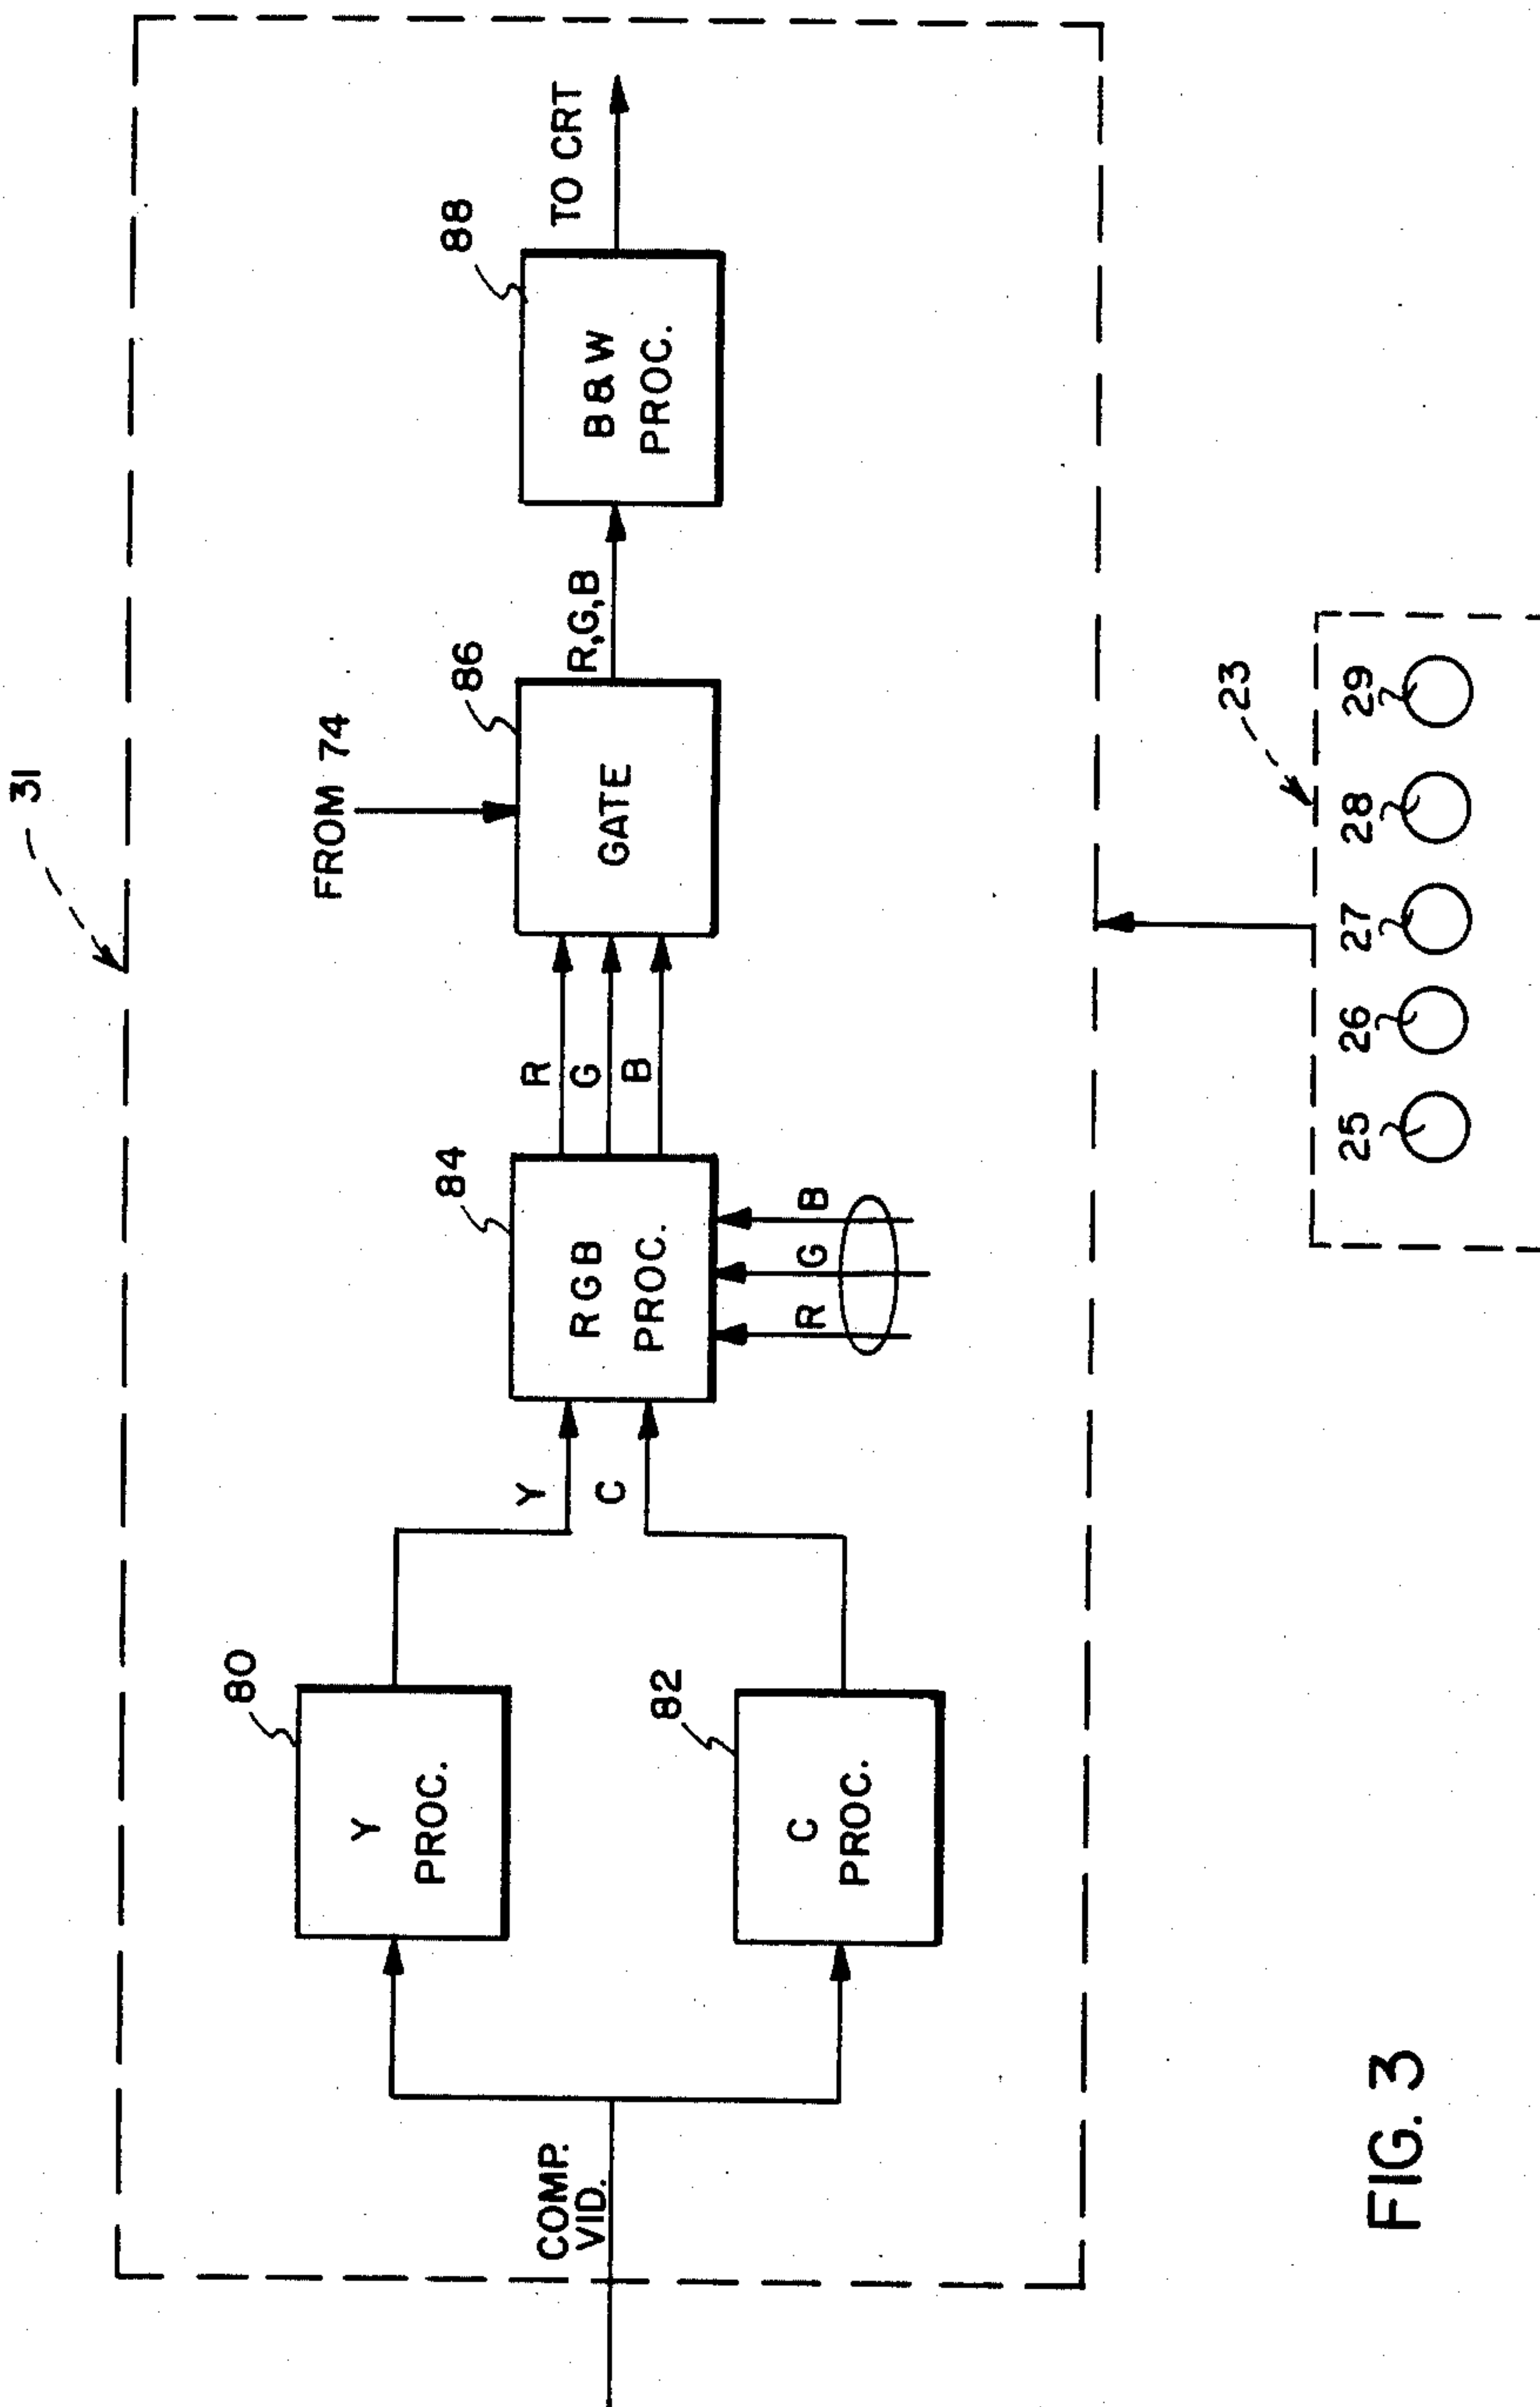 31
COMP.
VID.
80
Y
PROC.
82
C
PROC.
Y
C
84
RGB
PROC.
R
G
B
R
G
B
FROM 74
86
GATE
R,G,B
88
B&W
PROC.
TO CRT
23
25
26
27
28
29
FIG. 3